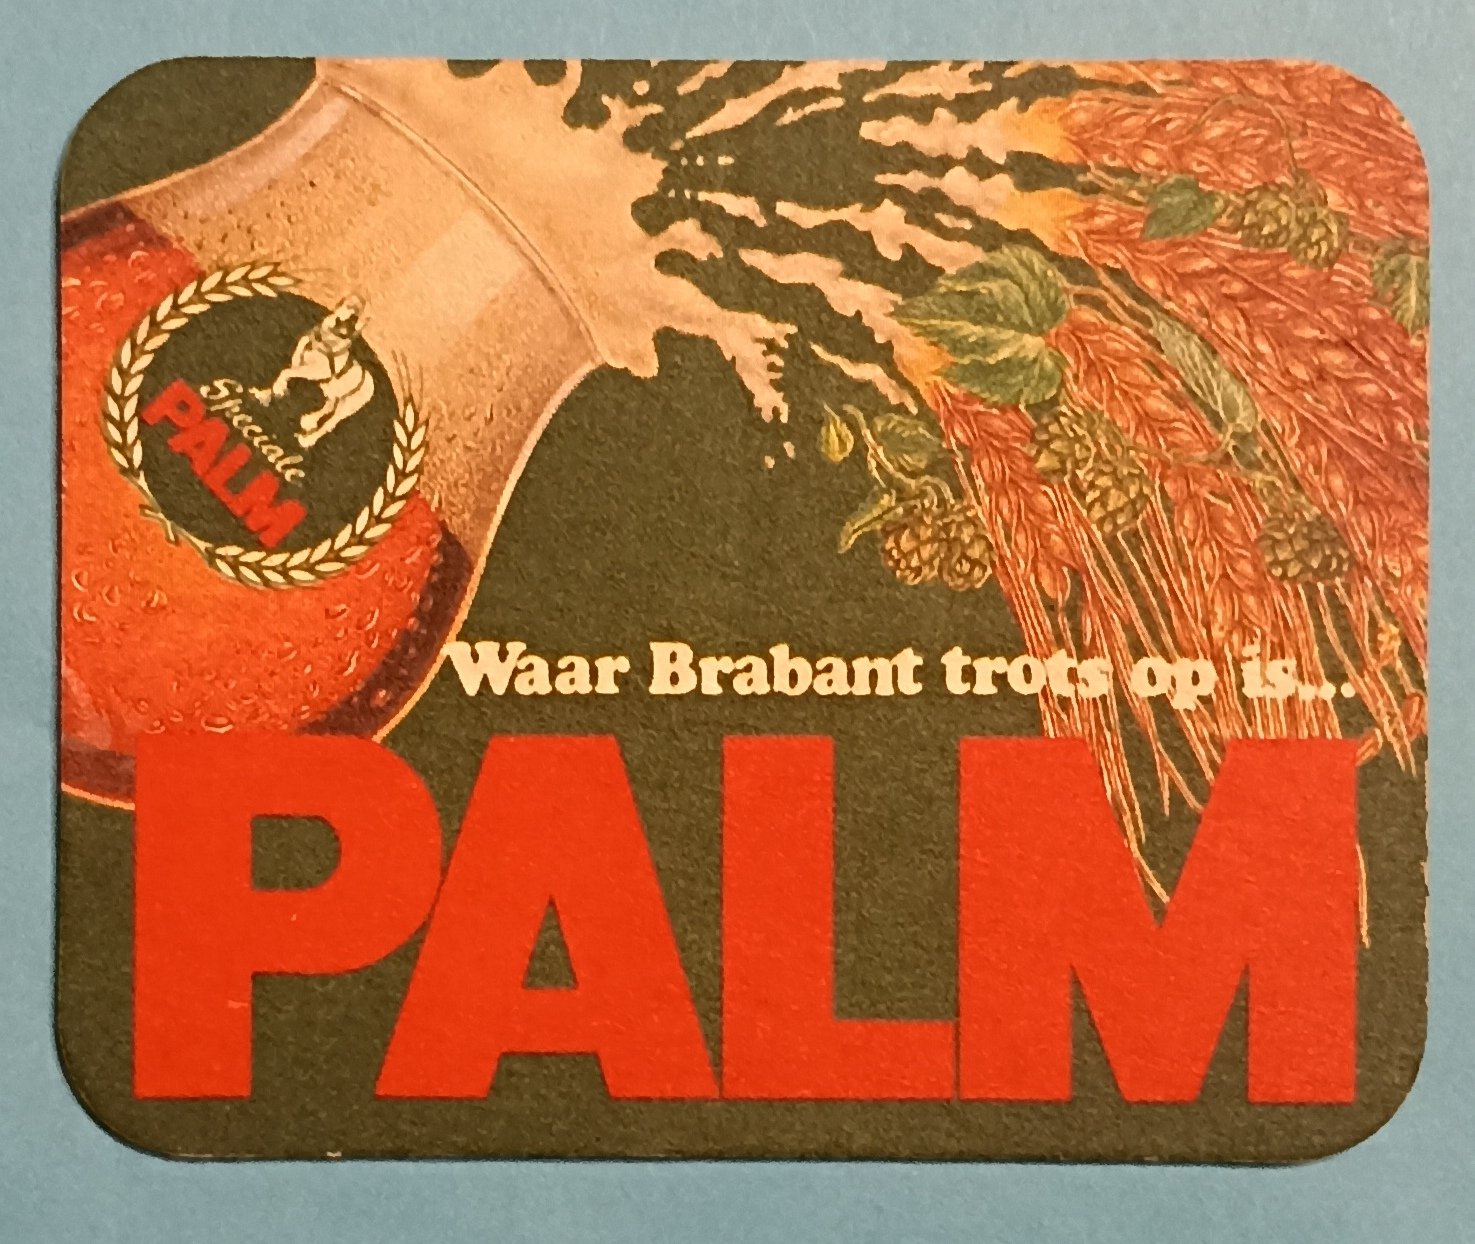 Speciale
PALM
Waar Brabant trots op is...
PALM